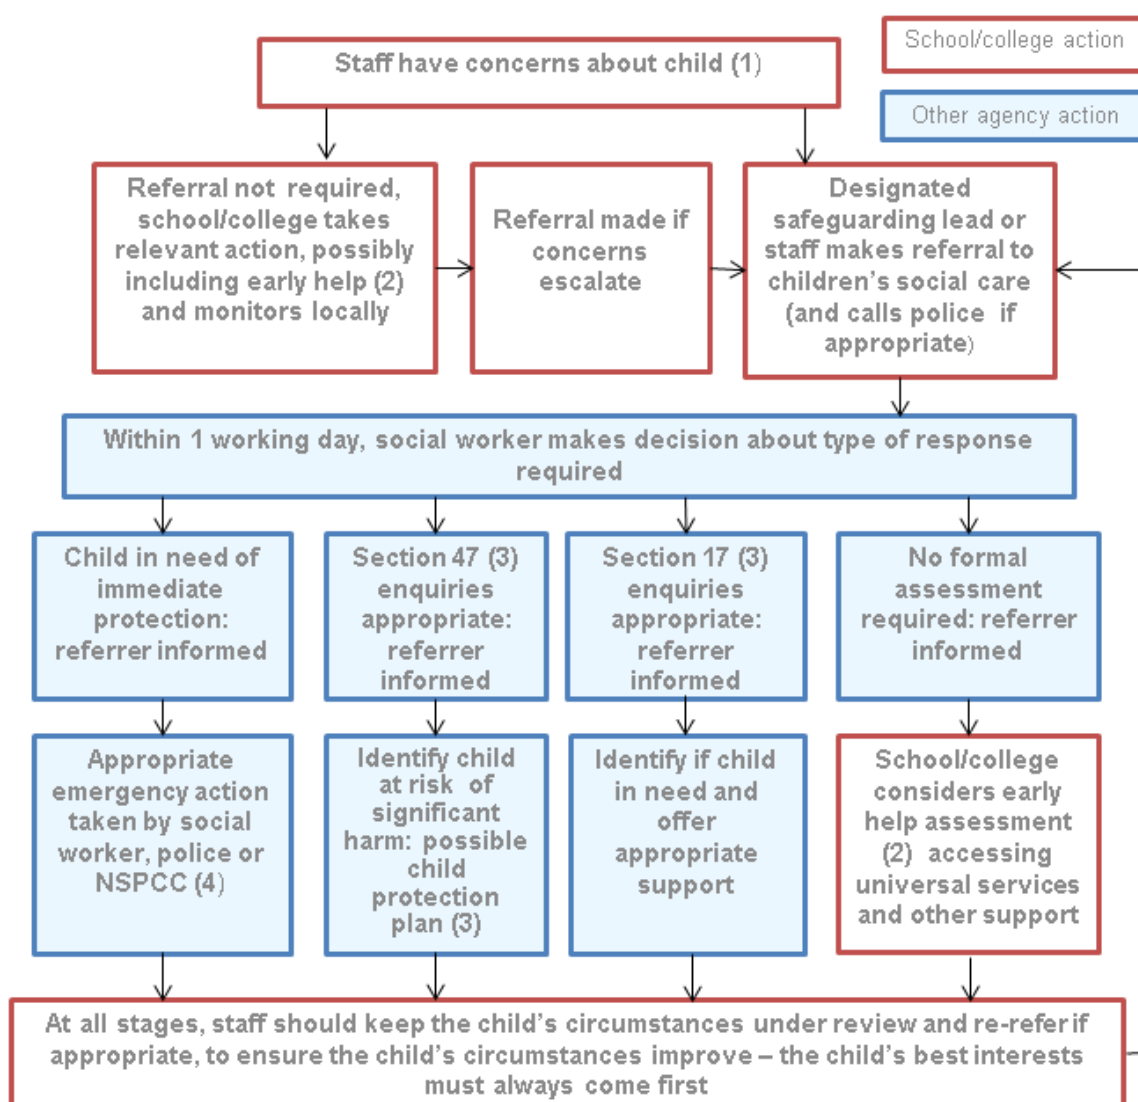 School/college action
Staff have concerns about child (1)
Other agency action
Referral not required,
school/college takes
relevant action, possibly
including early help (2)
and monitors locally
Referral made if
concerns
escalate
Designated
safeguarding lead or
staff makes referral to
children's social care
(and calls police if
appropriate)
Within 1 working day, social worker makes decision about type of response
required
Child in need of
immediate
protection:
referrer informed
Section 47 (3)
enquiries
appropriate:
referrer
informed
Section 17 (3)
enquiries
appropriate:
referrer
informed
No formal
assessment
required: referrer
informed
Appropriate
emergency action
taken by social
worker, police or
NSPCC (4)
Identify child
at risk of
significant
harm: possible
child
protection
plan (3)
Identify if child
in need and
offer
appropriate
support
School/college
considers early
help assessment
(2) accessing
universal services
and other support
At all stages, staff should keep the child's circumstances under review and re-refer if
appropriate, to ensure the child's circumstances improve – the child's best interests
must always come first